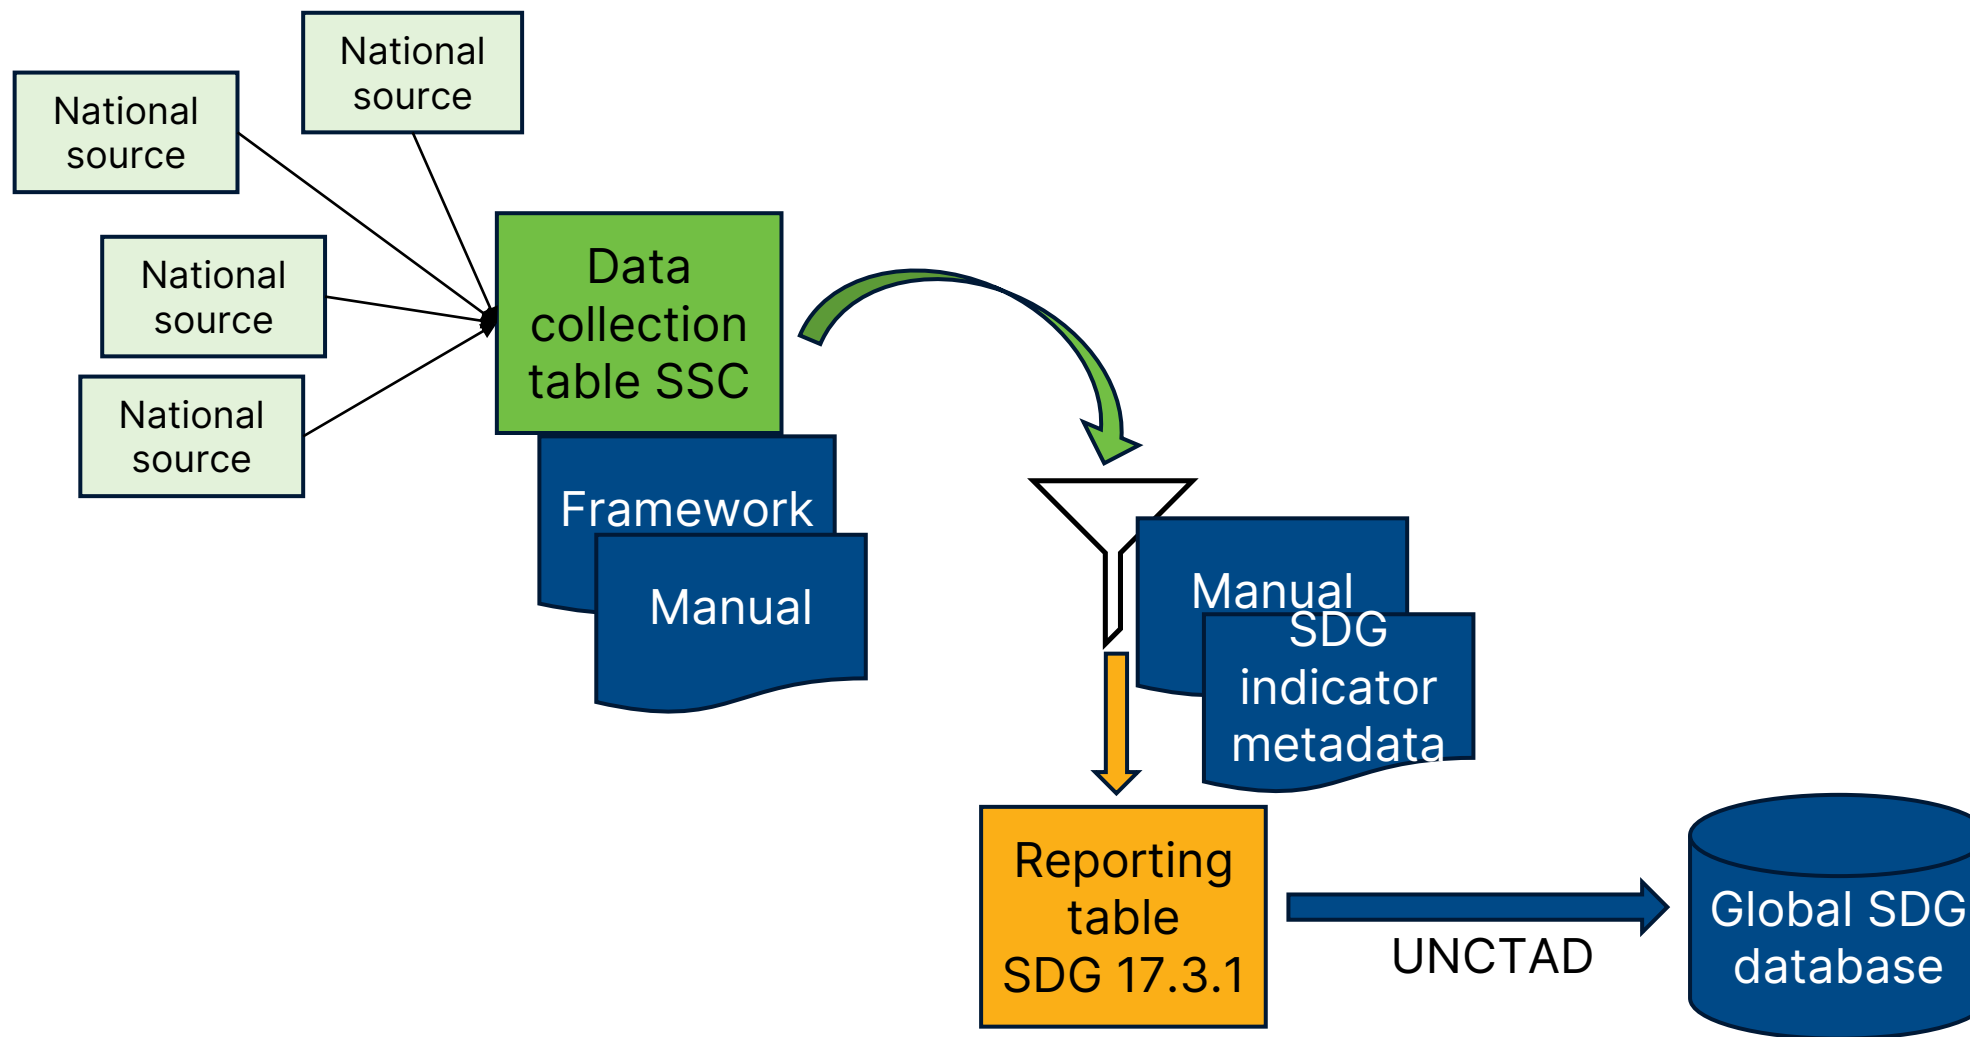 National
source
National
source
National
source
National
source
Data
collection
table SSC
Framework
Manual
Manual
SDG
indicator
metadata
Reporting
table
SDG 17.3.1
UNCTAD
Global SDG
database